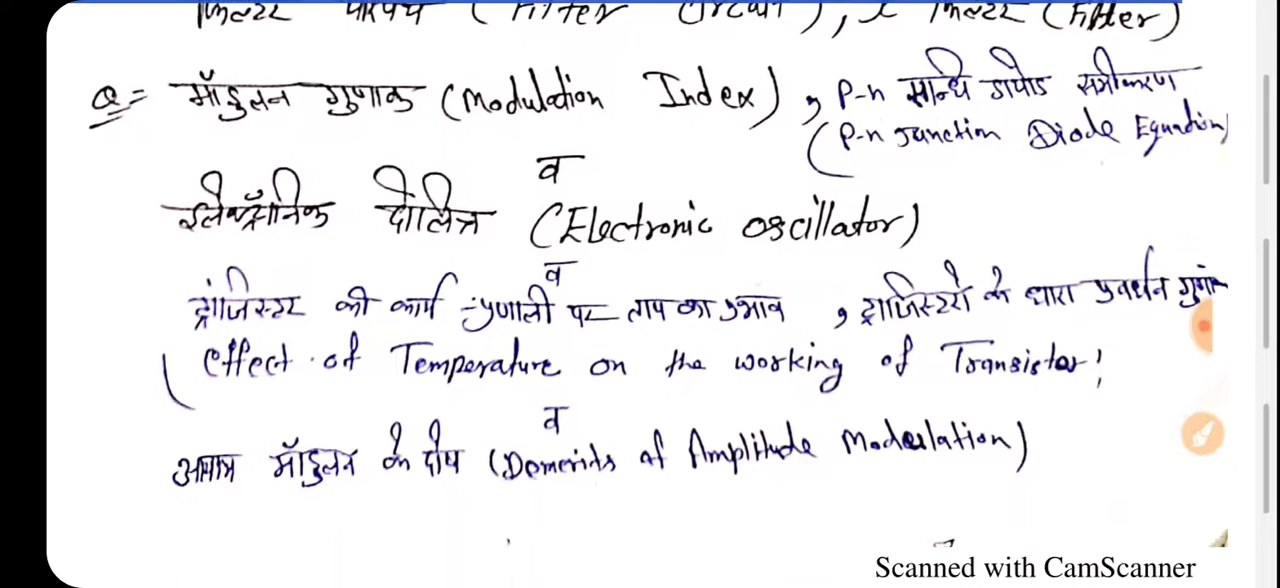 फिल्टर परिपथ (Filter Circuit), L फिल्टर (Filter)
Q= मॉडुलन गुणाक (Modulation Index), P-n सन्धि डायोड समीकरण
(P-n Junction Diode Equation)
व
इलेक्ट्रॉनिक दोलित्र (Electronic oscillator)
व
ट्रांजिस्टर की कार्य-प्रणाली पर ताप का प्रभाव, ट्रांजिस्टरो के धारा प्रवर्धन गुणांक
(effect of Temperature on the working of Transistor!
व
आयाम मॉडुलन के दोष (Demerits of Amplitude Modulation)
Scanned with CamScanner